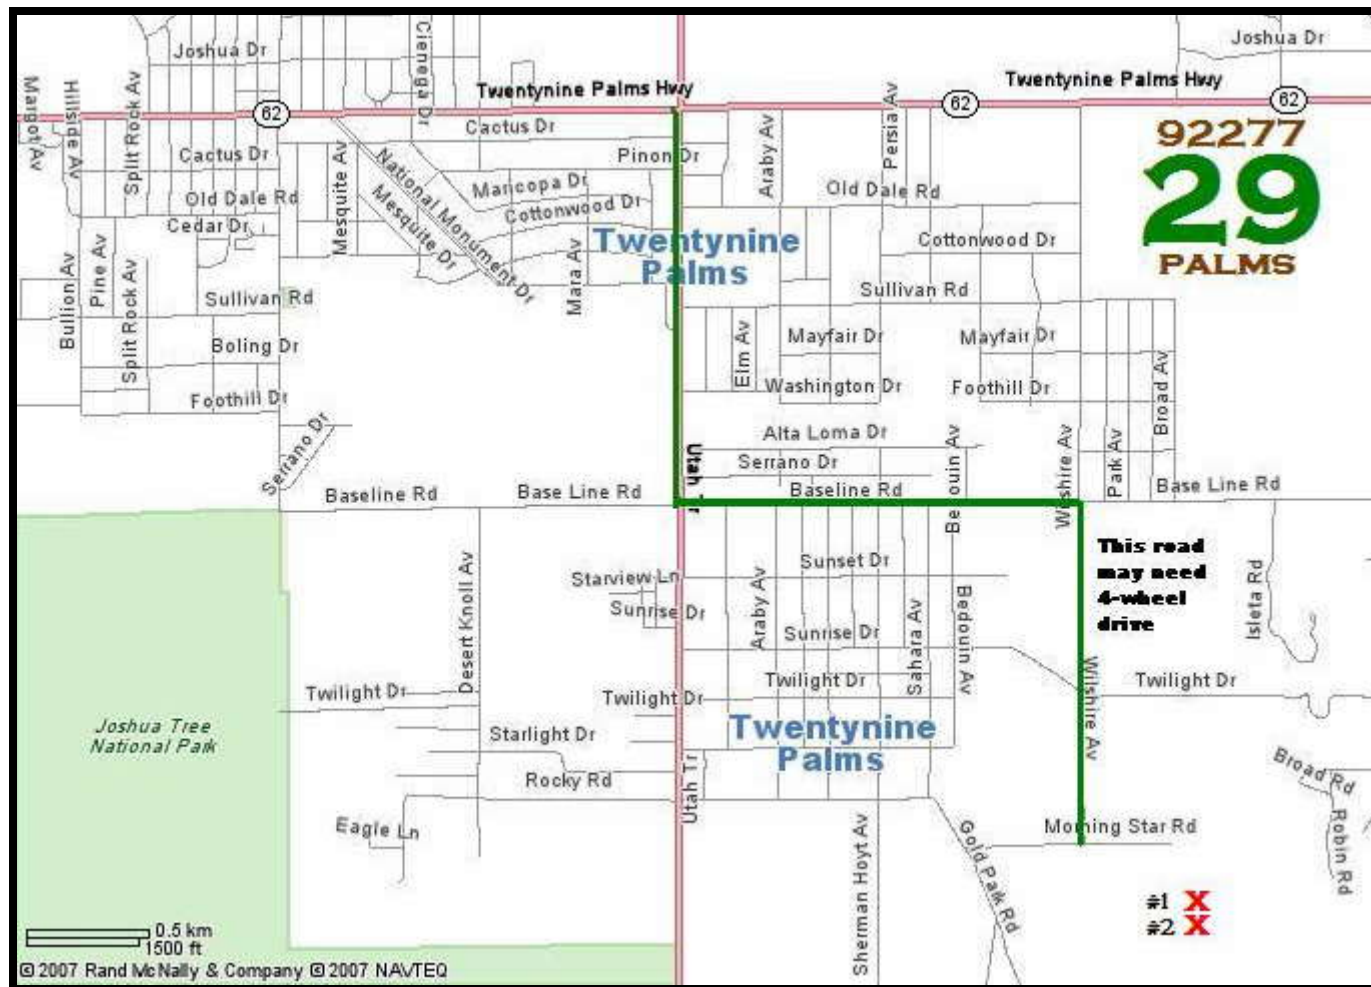 Joshua Dr
Cienega Dr
Joshua Dr
Margot Av
Hillside Av
Split Rock Av
Twentynine Palms Hwy
Twentynine Palms Hwy
62
62
62
Cactus Dr
Persia Av
Araby Av
92277
29
PALMS
Cactus Dr
Mesquite Av
National Monument Dr
Pinon Dr
Old Dale Rd
Mesquite Dr
Maricopa Dr
Old Dale Rd
Cedar Dr
Cottonwood Dr
Twentynine
Palms
Cottonwood Dr
Bullion Av
Pine Av
Split Rock Av
Sullivan Rd
Mara Av
Sullivan Rd
Boling Dr
Elm Av
Mayfair Dr
Mayfair Dr
Broad Av
Foothill Dr
Washington Dr
Foothill Dr
Serrano Dr
Utah Tr
Alta Loma Dr
Bedouin Av
Wilshire Av
Park Av
Serrano Dr
Baseline Rd
Base Line Rd
Baseline Rd
Base Line Rd
This road
may need
4-wheel
drive
Desert Knoll Av
Starview Ln
Sunrise Dr
Araby Av
Sunset Dr
Sunrise Dr
Sahara Av
Bedouin Av
Isleta Rd
Twilight Dr
Twilight Dr
Twilight Dr
Wilshire Av
Twilight Dr
Joshua Tree
National Park
Starlight Dr
Twentynine
Palms
Rocky Rd
Utah Tr
Broad Rd
Robin Rd
Eagle Ln
Sherman Hoyt Av
Gold Park Rd
Morning Star Rd
#1 X
#2 X
0.5 km
1500 ft
© 2007 Rand McNally & Company © 2007 NAVTEQ